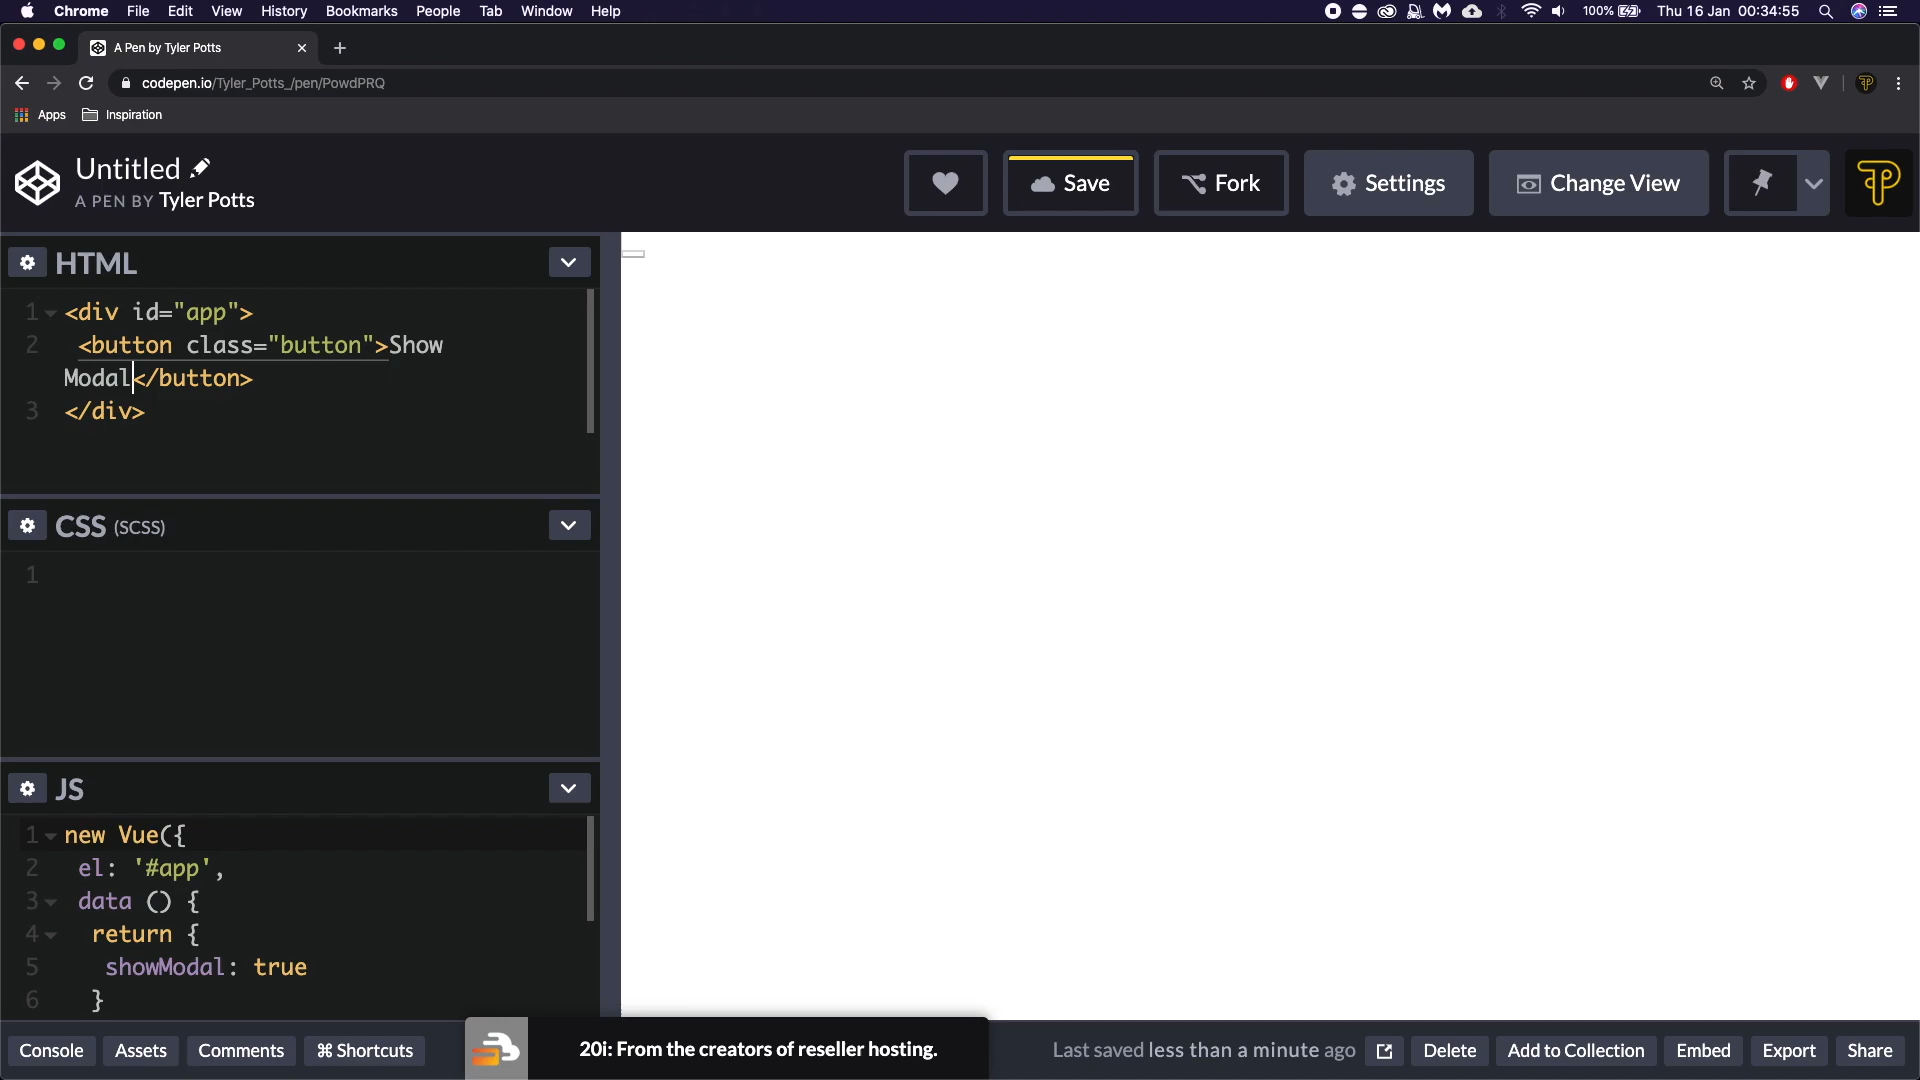 Chrome File Edit View History Bookmarks People Tab Window Help 100% Thu 16 Jan 00:34:55
A Pen by Tyler Potts
codepen.io/Tyler_Potts_/pen/PowdPRQ
Apps Inspiration
Untitled
A PEN BY Tyler Potts
Save Fork Settings Change View
HTML
1 <div id="app">
2 <button class="button">Show
Modal</button>
3 </div>
CSS (SCSS)
1
JS
1 new Vue({
2 el: '#app',
3 data () {
4 return {
5 showModal: true
6 }
Console Assets Comments ⌘ Shortcuts 20i: From the creators of reseller hosting. Last saved less than a minute ago Delete Add to Collection Embed Export Share